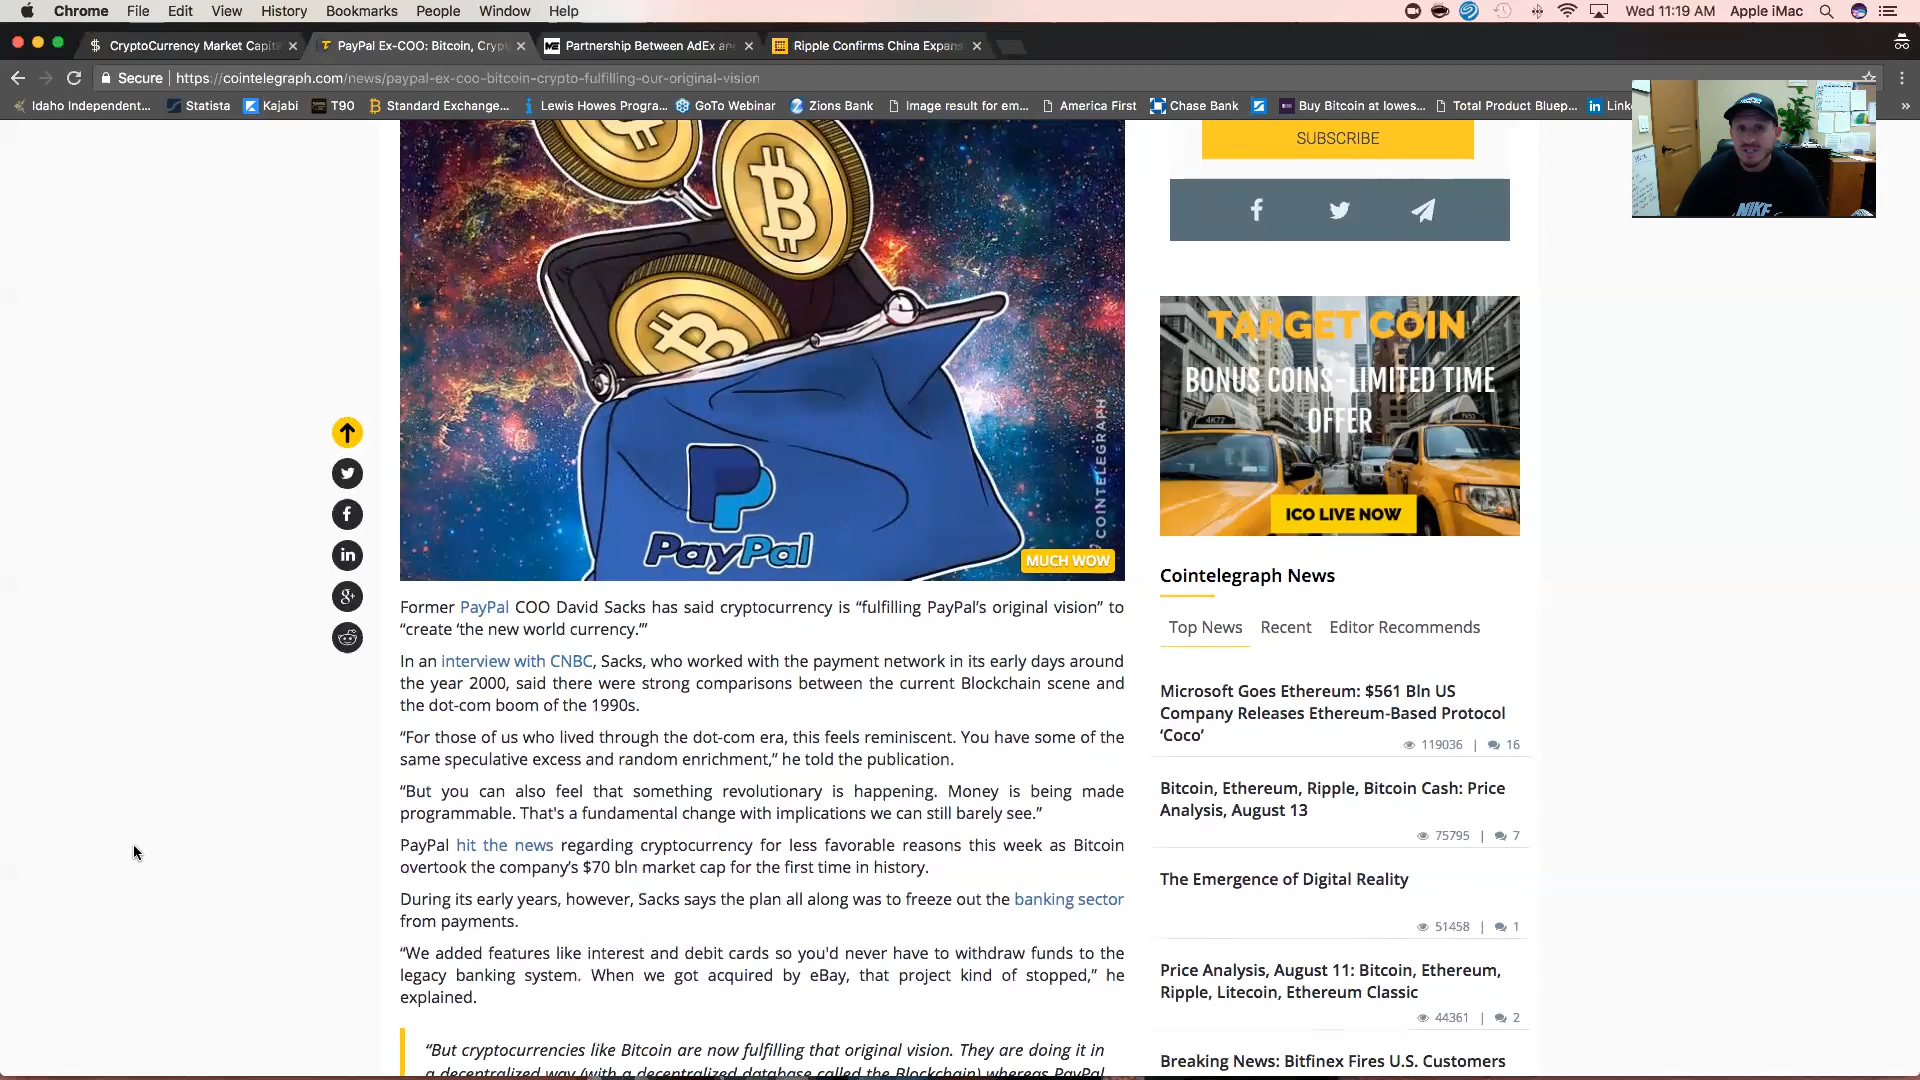 Chrome File Edit View History Bookmarks People Window Help Wed 11:19 AM Apple iMac
CryptoCurrency Market Capit PayPal Ex-COO: Bitcoin, Cryp Partnership Between AdEx an Ripple Confirms China Expans
Secure | https://cointelegraph.com/news/paypal-ex-coo-bitcoin-crypto-fulfilling-our-original-vision
Idaho Independent... Statista Kajabi T90 Standard Exchange... Lewis Howes Progra... GoTo Webinar Zions Bank Image result for em... America First Chase Bank Buy Bitcoin at lowes... Total Product Bluep... Link
SUBSCRIBE
NIKE
TARGET COIN
BONUS COINS-LIMITED TIME
OFFER
ICO LIVE NOW
PayPal
COINTELEGRAPH
MUCH WOW
Former PayPal COO David Sacks has said cryptocurrency is “fulfilling PayPal’s original vision” to
“create ‘the new world currency.’”
In an interview with CNBC, Sacks, who worked with the payment network in its early days around
the year 2000, said there were strong comparisons between the current Blockchain scene and
the dot-com boom of the 1990s.
“For those of us who lived through the dot-com era, this feels reminiscent. You have some of the
same speculative excess and random enrichment,” he told the publication.
“But you can also feel that something revolutionary is happening. Money is being made
programmable. That's a fundamental change with implications we can still barely see.”
PayPal hit the news regarding cryptocurrency for less favorable reasons this week as Bitcoin
overtook the company’s $70 bln market cap for the first time in history.
During its early years, however, Sacks says the plan all along was to freeze out the banking sector
from payments.
“We added features like interest and debit cards so you'd never have to withdraw funds to the
legacy banking system. When we got acquired by eBay, that project kind of stopped,” he
explained.
“But cryptocurrencies like Bitcoin are now fulfilling that original vision. They are doing it in
a decentralized way (with a decentralized database called the Blockchain) whereas PayPal
Cointelegraph News
Top News Recent Editor Recommends
Microsoft Goes Ethereum: $561 Bln US
Company Releases Ethereum-Based Protocol
‘Coco’
119036 | 16
Bitcoin, Ethereum, Ripple, Bitcoin Cash: Price
Analysis, August 13
75795 | 7
The Emergence of Digital Reality
51458 | 1
Price Analysis, August 11: Bitcoin, Ethereum,
Ripple, Litecoin, Ethereum Classic
44361 | 2
Breaking News: Bitfinex Fires U.S. Customers